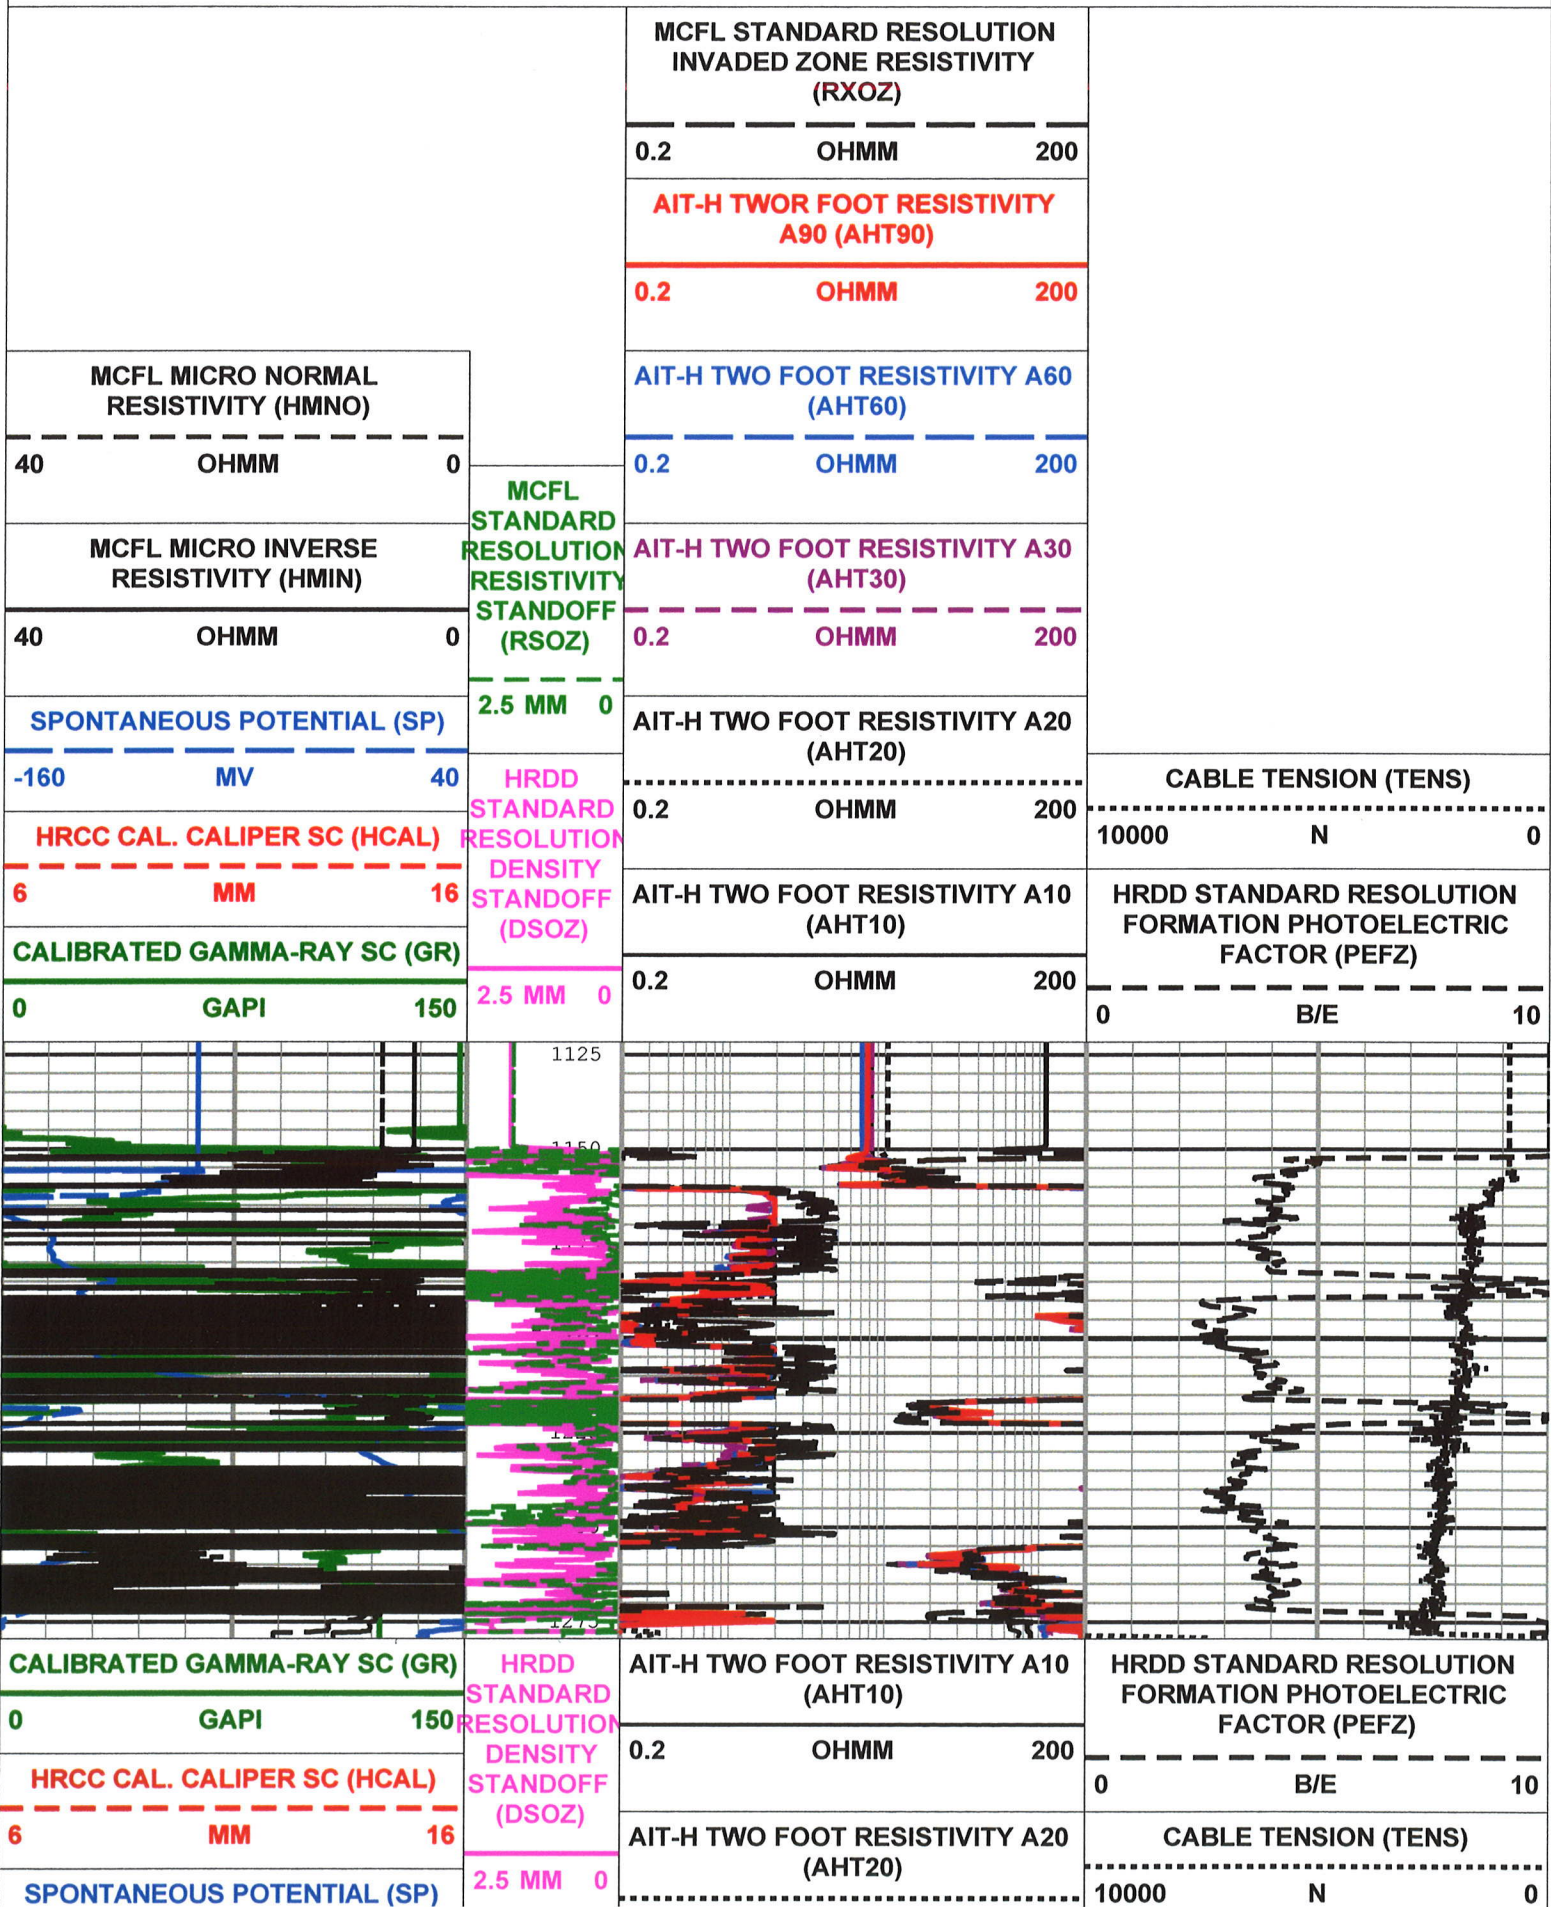 MCFL STANDARD RESOLUTION
INVADED ZONE RESISTIVITY
(RXOZ)
0.2 OHMM 200
AIT-H TWOR FOOT RESISTIVITY
A90 (AHT90)
0.2 OHMM 200
MCFL MICRO NORMAL
RESISTIVITY (HMNO)
40 OHMM 0
MCFL MICRO INVERSE
RESISTIVITY (HMIN)
40 OHMM 0
SPONTANEOUS POTENTIAL (SP)
-160 MV 40
HRCC CAL. CALIPER SC (HCAL)
6 MM 16
CALIBRATED GAMMA-RAY SC (GR)
0 GAPI 150
MCFL
STANDARD
RESOLUTION
RESISTIVITY
STANDOFF
(RSOZ)
2.5 MM 0
HRDD
STANDARD
RESOLUTION
DENSITY
STANDOFF
(DSOZ)
2.5 MM 0
AIT-H TWO FOOT RESISTIVITY A60
(AHT60)
0.2 OHMM 200
AIT-H TWO FOOT RESISTIVITY A30
(AHT30)
0.2 OHMM 200
AIT-H TWO FOOT RESISTIVITY A20
(AHT20)
0.2 OHMM 200
AIT-H TWO FOOT RESISTIVITY A10
(AHT10)
0.2 OHMM 200
CABLE TENSION (TENS)
10000 N 0
HRDD STANDARD RESOLUTION
FORMATION PHOTOELECTRIC
FACTOR (PEFZ)
0 B/E 10
1125
1150
1275
CALIBRATED GAMMA-RAY SC (GR)
0 GAPI 150
HRCC CAL. CALIPER SC (HCAL)
6 MM 16
SPONTANEOUS POTENTIAL (SP)
HRDD
STANDARD
RESOLUTION
DENSITY
STANDOFF
(DSOZ)
2.5 MM 0
AIT-H TWO FOOT RESISTIVITY A10
(AHT10)
0.2 OHMM 200
AIT-H TWO FOOT RESISTIVITY A20
(AHT20)
HRDD STANDARD RESOLUTION
FORMATION PHOTOELECTRIC
FACTOR (PEFZ)
0 B/E 10
CABLE TENSION (TENS)
10000 N 0